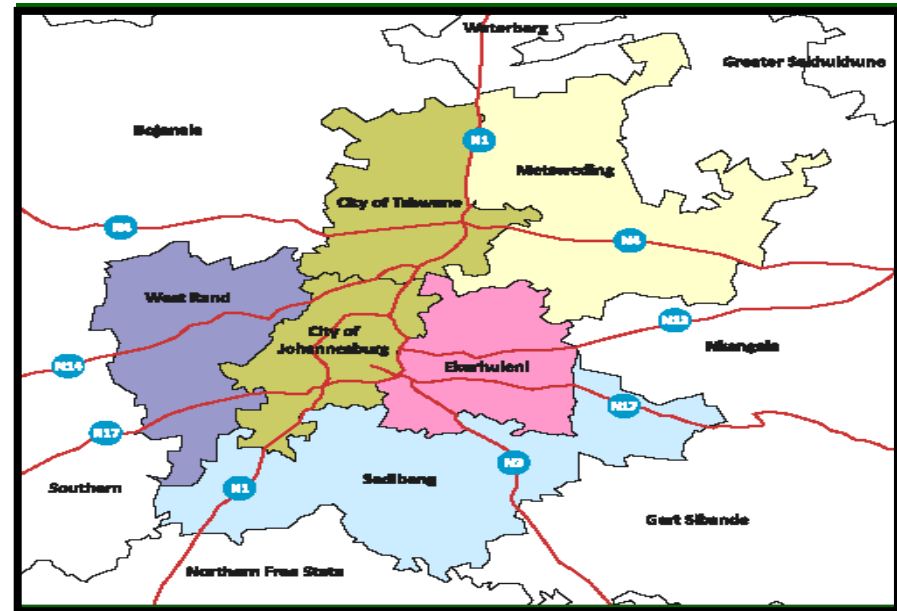 Waterberg
Greater Sekhukhune
Bojanala
N1
Metsweding
City of Tshwane
N4
N4
West Rand
N12
City of
Johannesburg
Nkangala
Ekurhuleni
N14
N17
N17
Southern
Sedibeng
N3
N1
Gert Sibande
Northern Free State